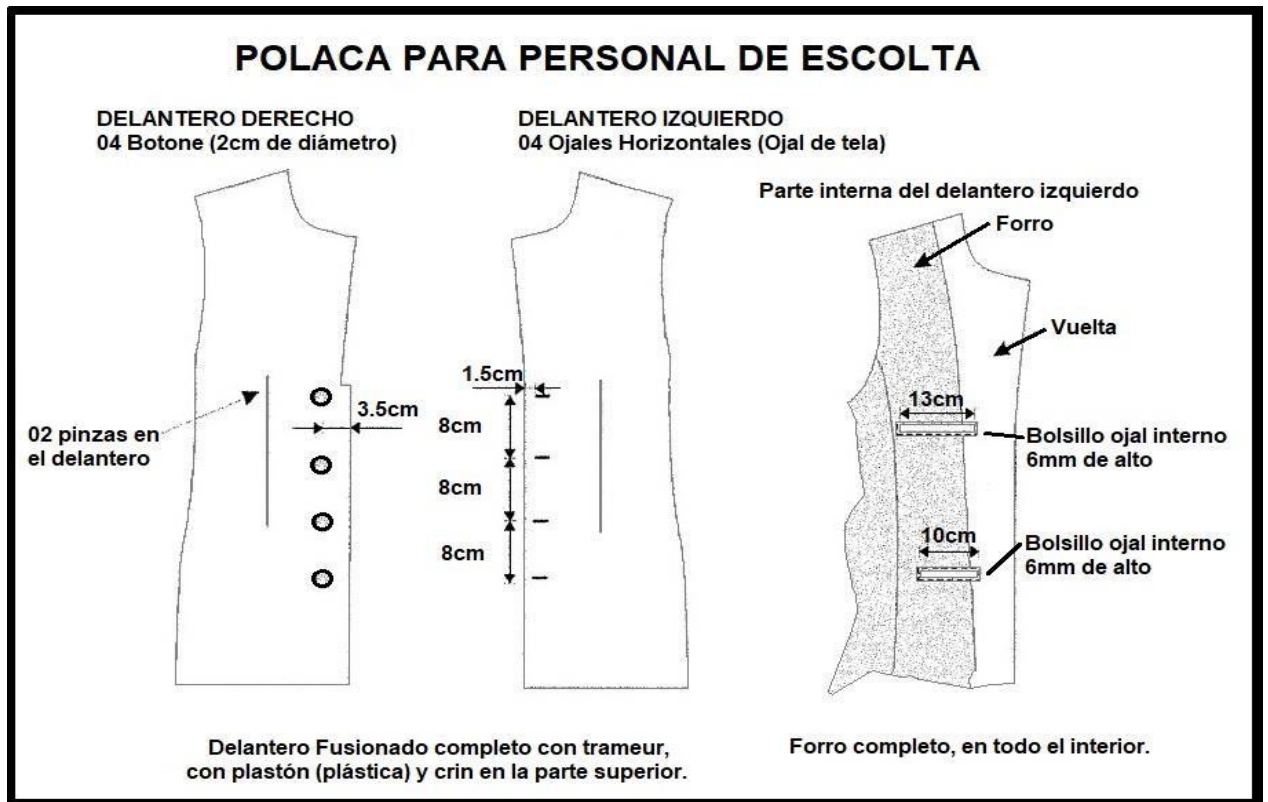 POLACA PARA PERSONAL DE ESCOLTA
DELANTERO DERECHO
04 Botone (2cm de diámetro)
DELANTERO IZQUIERDO
04 Ojales Horizontales (Ojal de tela)
Parte interna del delantero izquierdo
Forro
Vuelta
1.5cm
3.5cm
8cm
8cm
8cm
02 pinzas en
el delantero
13cm
Bolsillo ojal interno
6mm de alto
10cm
Bolsillo ojal interno
6mm de alto
Delantero Fusionado completo con trameur,
con plastón (plástica) y crin en la parte superior.
Forro completo, en todo el interior.